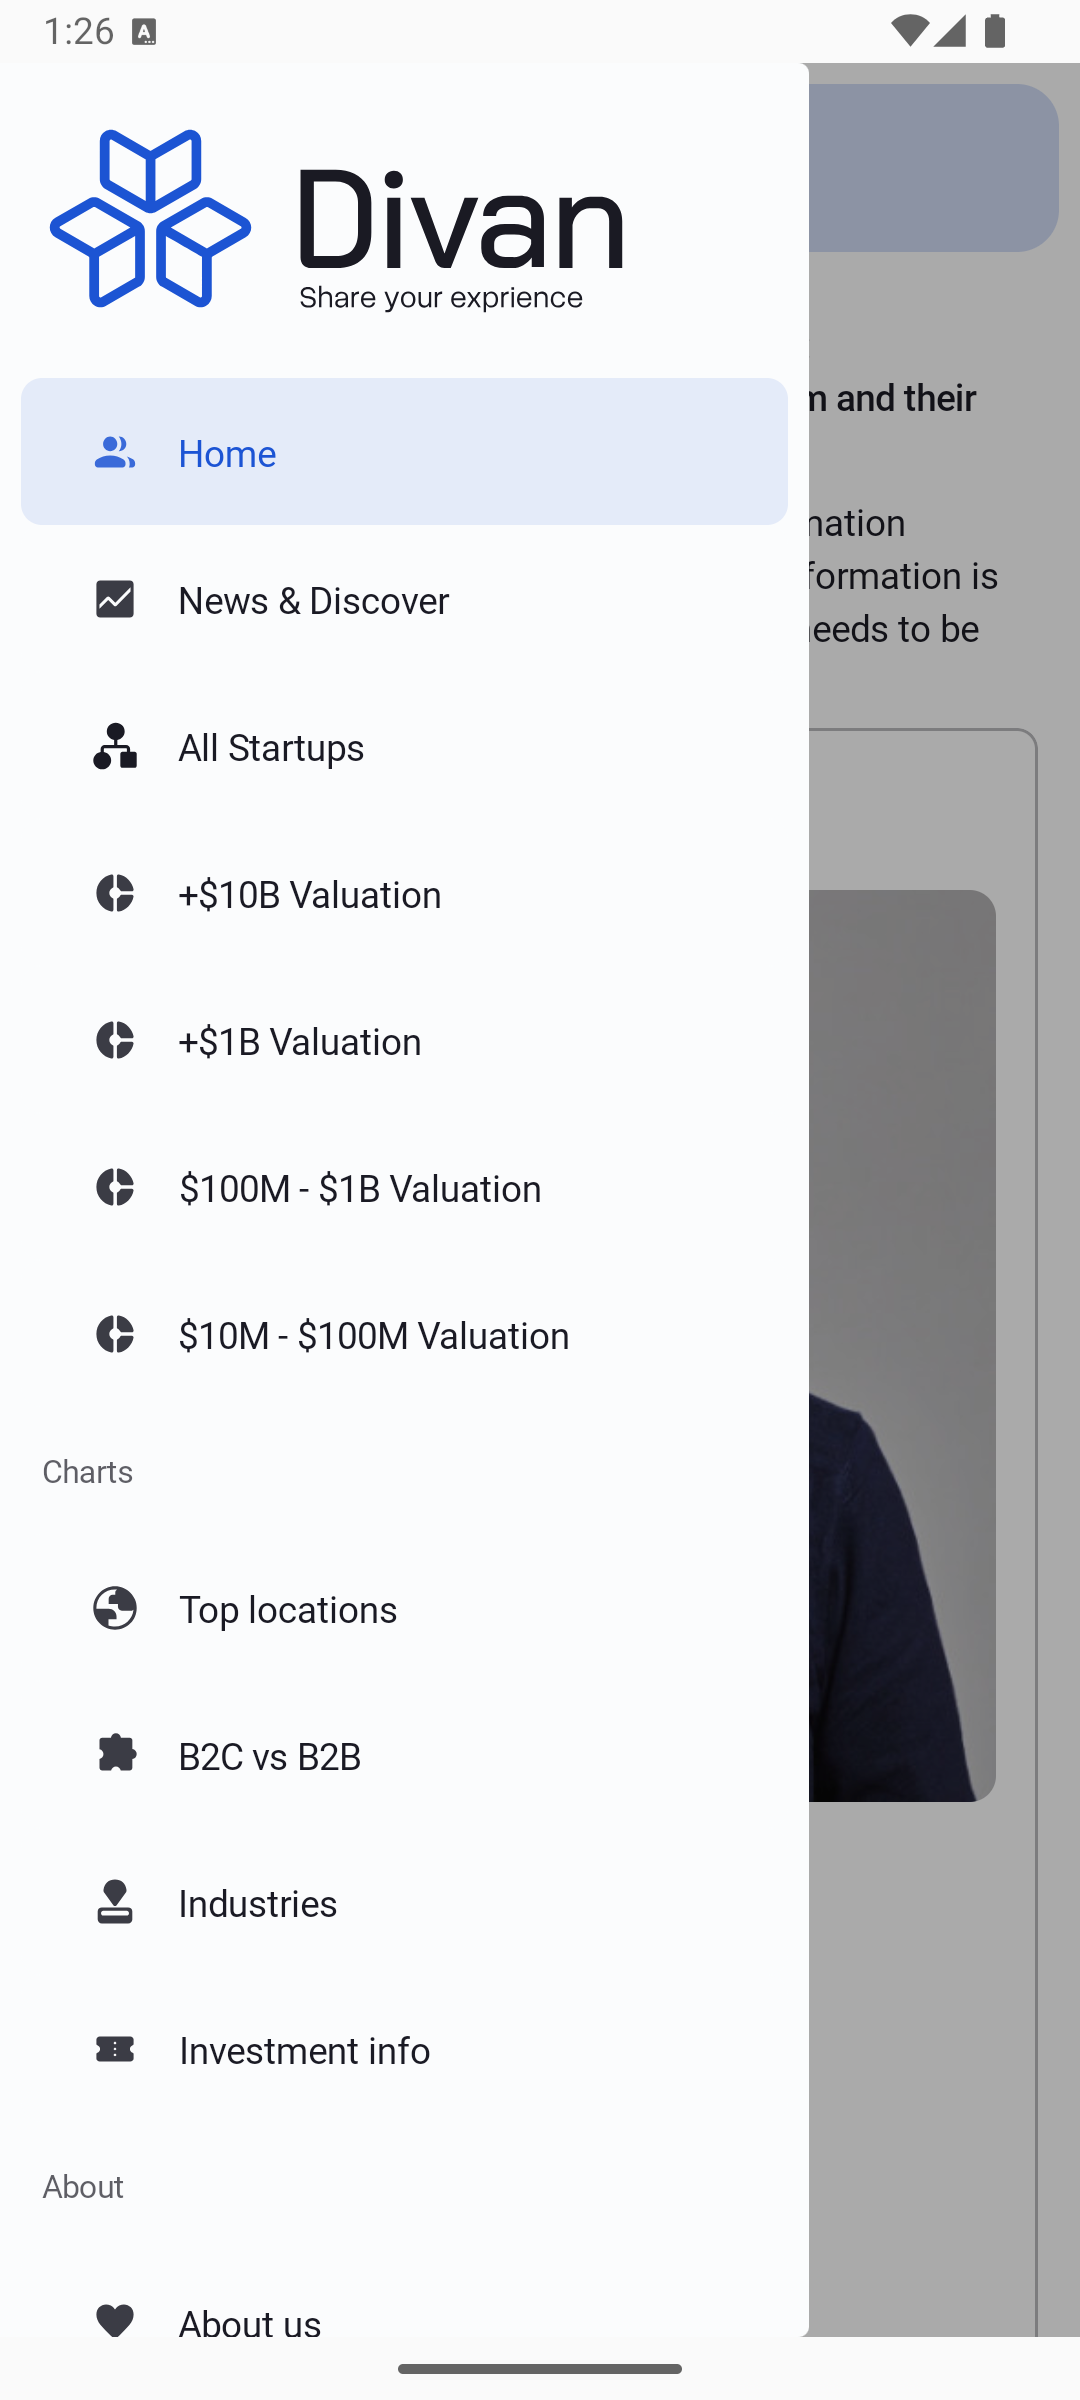 1:26
Divan
Share your exprience
Home
News & Discover
All Startups
+$10B Valuation
+$1B Valuation
$100M - $1B Valuation
$10M - $100M Valuation
Charts
Top locations
B2C vs B2B
Industries
Investment info
About
About us
and their
formation is
to be